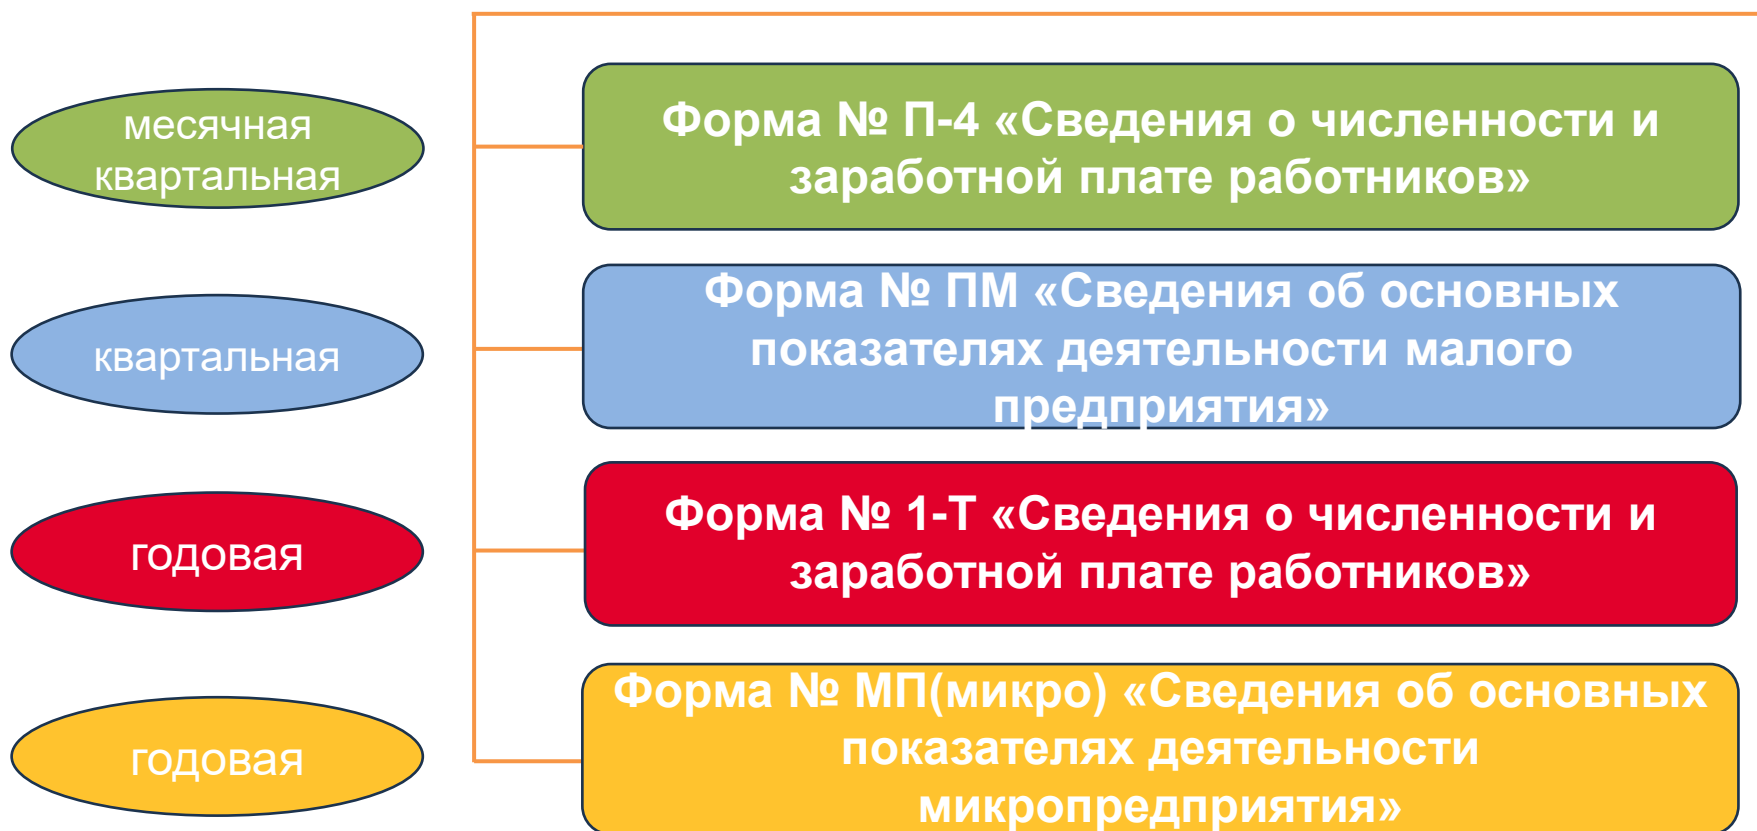 месячная
квартальная
Форма № П-4 «Сведения о численности и
заработной плате работников»
квартальная
Форма № ПМ «Сведения об основных
показателях деятельности малого
предприятия»
годовая
Форма № 1-Т «Сведения о численности и
заработной плате работников»
годовая
Форма № МП(микро) «Сведения об основных
показателях деятельности
микропредприятия»